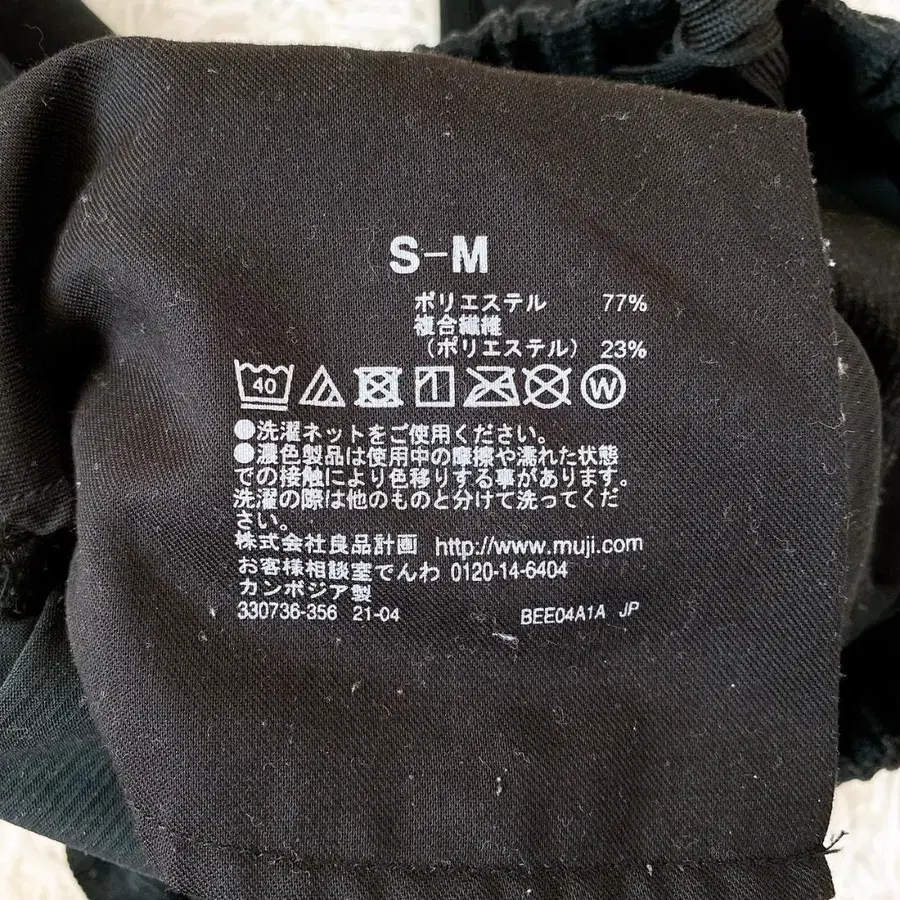 S-M
ポリエステル 77%
複合繊維
(ポリエステル) 23%
40
W
●洗濯ネットをご使用ください。
●濃色製品は使用中の摩擦や濡れた状態
での接触により色移りする事があります。
洗濯の際は他のものと分けて洗ってくだ
さい。
株式会社良品計画 http://www.muji.com
お客様相談室でんわ 0120-14-6404
カンボジア製
330736-356 21-04 BEE04A1A JP